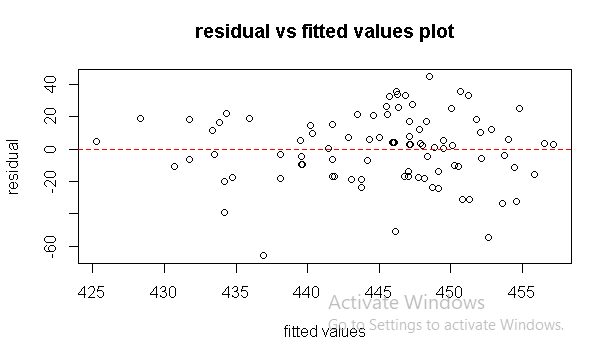 residual vs fitted values plot
40
20
0
-20
-60
residual
425 430 435 440 445 450 455
fitted values
Activate Windows
Go to Settings to activate Windows.